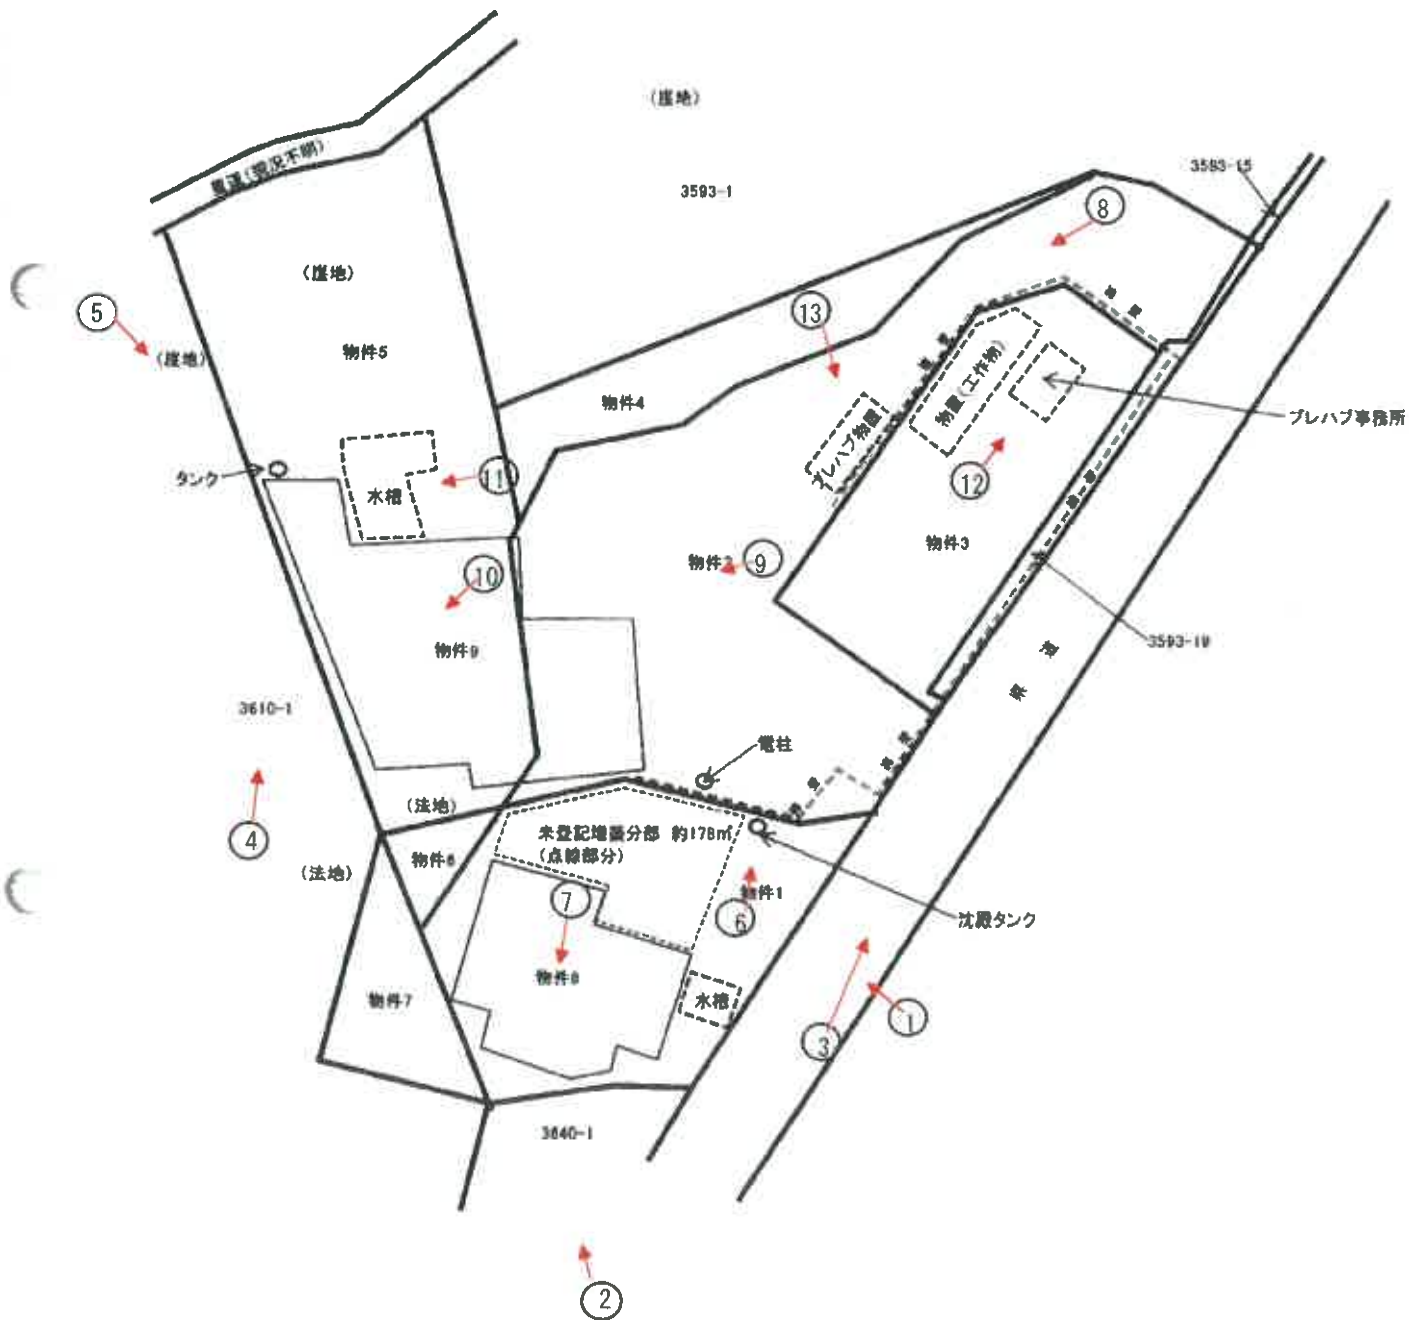 (崖地)
里道(現況不明)
3593-15
3593-1
⑧
(崖地)
⑤
⑬
(崖地)
物件5
物置(工作物)
物件4
プレハブ事務所
プレハブ物置
タンク
⑪
水槽
⑫
物件3
物件2
⑨
⑩
物件9
3593-19
県道
3610-1
電柱
④
(法地)
未登記増築分部 約178㎡
(点線部分)
物件6
(法地)
⑦
物件1
⑥
沈殿タンク
物件8
物件7
水槽
①
③
3640-1
②